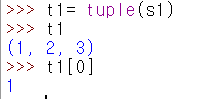 >>> t1= tuple(s1)
>>> t1
(1, 2, 3)
>>> t1[0]
1